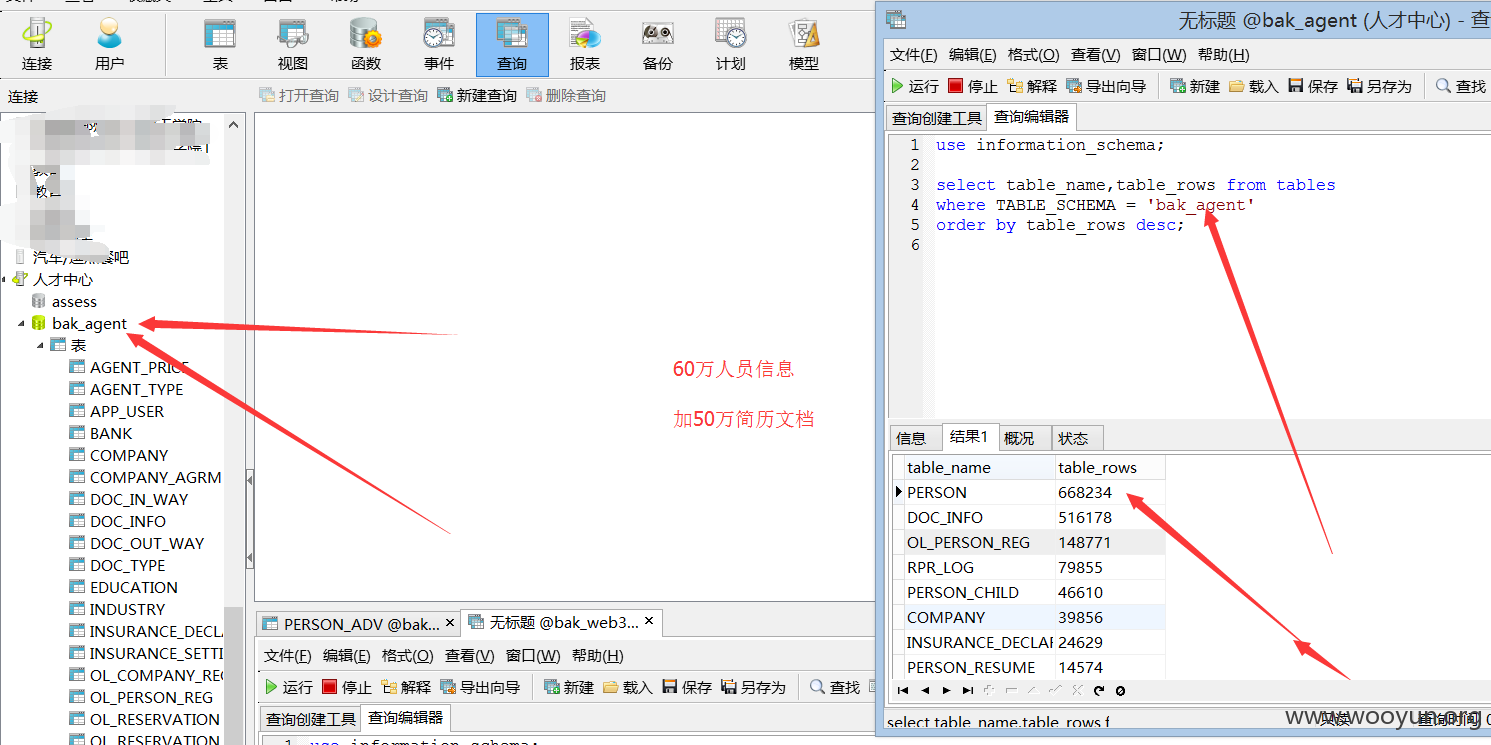 无标题 @bak_agent (人才中心) - 查
连接
用户
表
视图
函数
事件
查询
报表
备份
计划
模型
连接
打开查询
设计查询
新建查询
删除查询
人才中心
assess
bak_agent
表
AGENT_PRICE
AGENT_TYPE
APP_USER
BANK
COMPANY
COMPANY_AGRM
DOC_IN_WAY
DOC_INFO
DOC_OUT_WAY
DOC_TYPE
EDUCATION
INDUSTRY
INSURANCE_DECLA
INSURANCE_SETTI
OL_COMPANY_REG
OL_PERSON_REG
OL_RESERVATION
OL_RESERVATION
60万人员信息
加50万简历文档
PERSON_ADV @bak...
无标题 @bak_web3...
文件(F) 编辑(E) 格式(O) 查看(V) 窗口(W) 帮助(H)
运行 停止 解释 导出向导 新建 载入 保存 另存为 查找
查询创建工具 查询编辑器
1 use information_schema;
文件(F) 编辑(E) 格式(O) 查看(V) 窗口(W) 帮助(H)
运行 停止 解释 导出向导 新建 载入 保存 另存为 查找
查询创建工具 查询编辑器
1 use information_schema;
2
3 select table_name,table_rows from tables
4 where TABLE_SCHEMA = 'bak_agent'
5 order by table_rows desc;
6
信息 结果1 概况 状态
table_name table_rows
PERSON 668234
DOC_INFO 516178
OL_PERSON_REG 148771
RPR_LOG 79855
PERSON_CHILD 46610
COMPANY 39856
INSURANCE_DECLAR 24629
PERSON_RESUME 14574
select table_name,table_rows f
只读
查询时间
www.wooyun.org